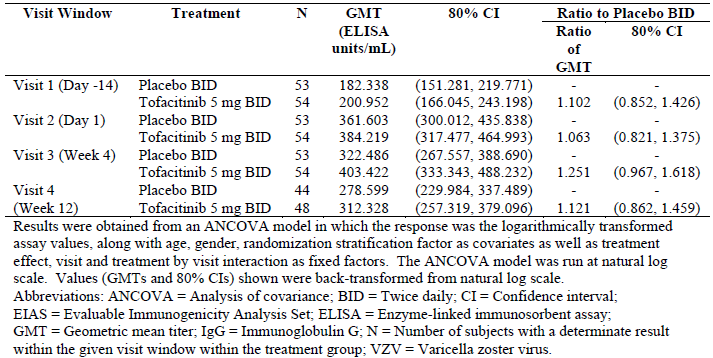 Visit Window Treatment N GMT (ELISA units/mL) 80% CI Ratio to Placebo BID
Ratio of GMT 80% CI
Visit 1 (Day -14) Placebo BID 53 182.338 (151.281, 219.771) - -
Tofacitinib 5 mg BID 54 200.952 (166.045, 243.198) 1.102 (0.852, 1.426)
Visit 2 (Day 1) Placebo BID 53 361.603 (300.012, 435.838) - -
Tofacitinib 5 mg BID 54 384.219 (317.477, 464.993) 1.063 (0.821, 1.375)
Visit 3 (Week 4) Placebo BID 53 322.486 (267.557, 388.690) - -
Tofacitinib 5 mg BID 54 403.422 (333.343, 488.232) 1.251 (0.967, 1.618)
Visit 4 Placebo BID 44 278.599 (229.984, 337.489) - -
(Week 12) Tofacitinib 5 mg BID 48 312.328 (257.319, 379.096) 1.121 (0.862, 1.459)
Results were obtained from an ANCOVA model in which the response was the logarithmically transformed
assay values, along with age, gender, randomization stratification factor as covariates as well as treatment
effect, visit and treatment by visit interaction as fixed factors. The ANCOVA model was run at natural log
scale. Values (GMTs and 80% CIs) shown were back-transformed from natural log scale.
Abbreviations: ANCOVA = Analysis of covariance; BID = Twice daily; CI = Confidence interval;
EIAS = Evaluable Immunogenicity Analysis Set; ELISA = Enzyme-linked immunosorbent assay;
GMT = Geometric mean titer; IgG = Immunoglobulin G; N = Number of subjects with a determinate result
within the given visit window within the treatment group; VZV = Varicella zoster virus.